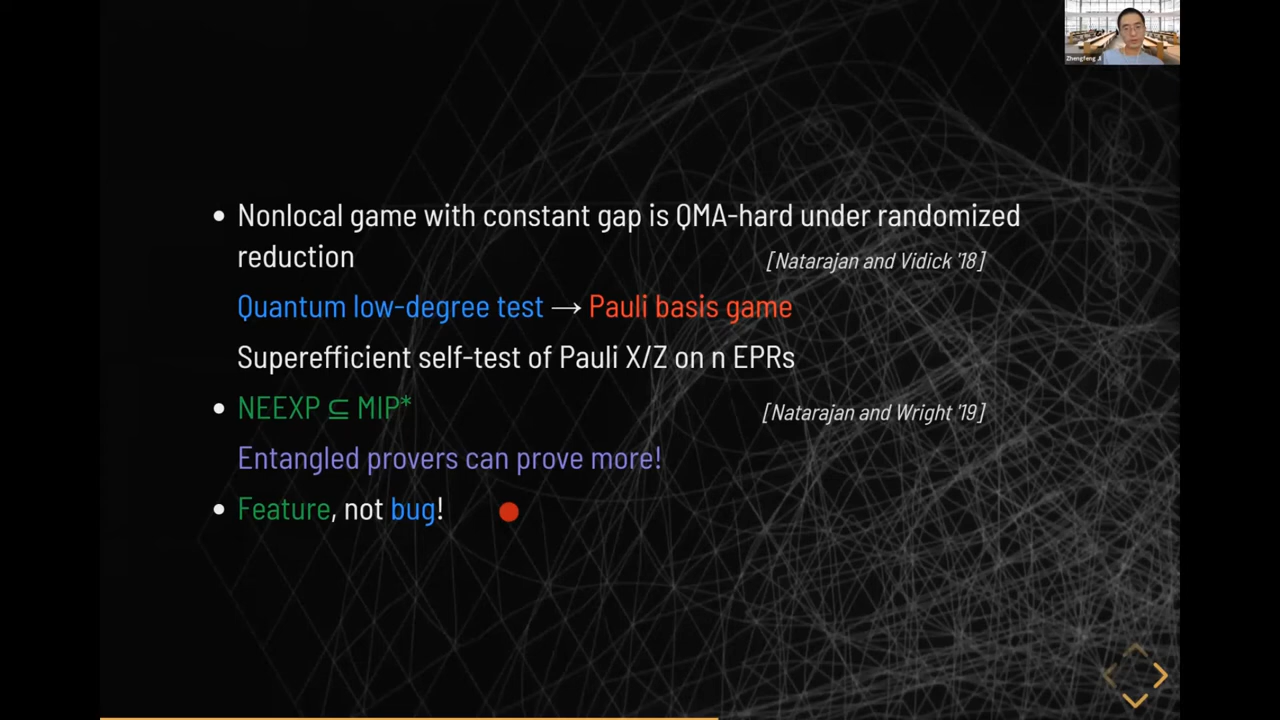 Zhengfeng Ji
• Nonlocal game with constant gap is QMA-hard under randomized
reduction [Natarajan and Vidick '18]
Quantum low-degree test → Pauli basis game
Superefficient self-test of Pauli X/Z on n EPRs
• NEEXP ⊆ MIP* [Natarajan and Wright '19]
Entangled provers can prove more!
• Feature, not bug!